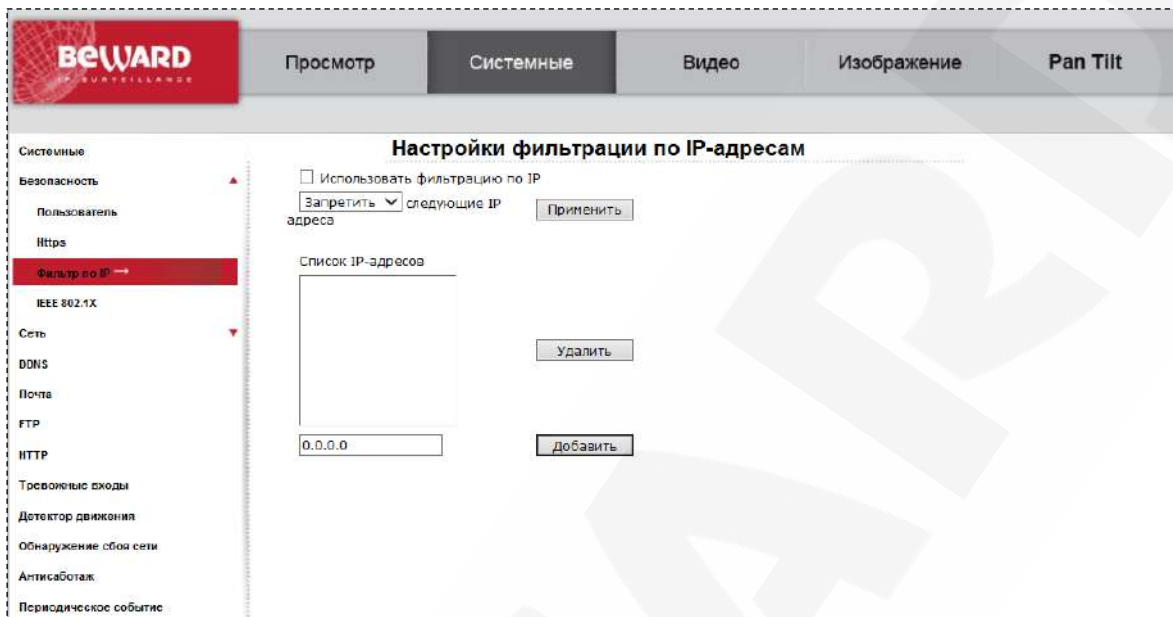 BEWARD
IP SURVEILLANCE
Просмотр
Системные
Видео
Изображение
Pan Tilt
Системные
Безопасность
Пользователь
Https
Фильтр по IP →
IEEE 802.1X
Сеть
DDNS
Почта
FTP
HTTP
Тревожные входы
Детектор движения
Обнаружение сбоя сети
Антисаботаж
Периодическое событие
Настройки фильтрации по IP-адресам
Использовать фильтрацию по IP
Запретить следующие IP
адреса
Применить
Список IP-адресов
Удалить
0.0.0.0
Добавить